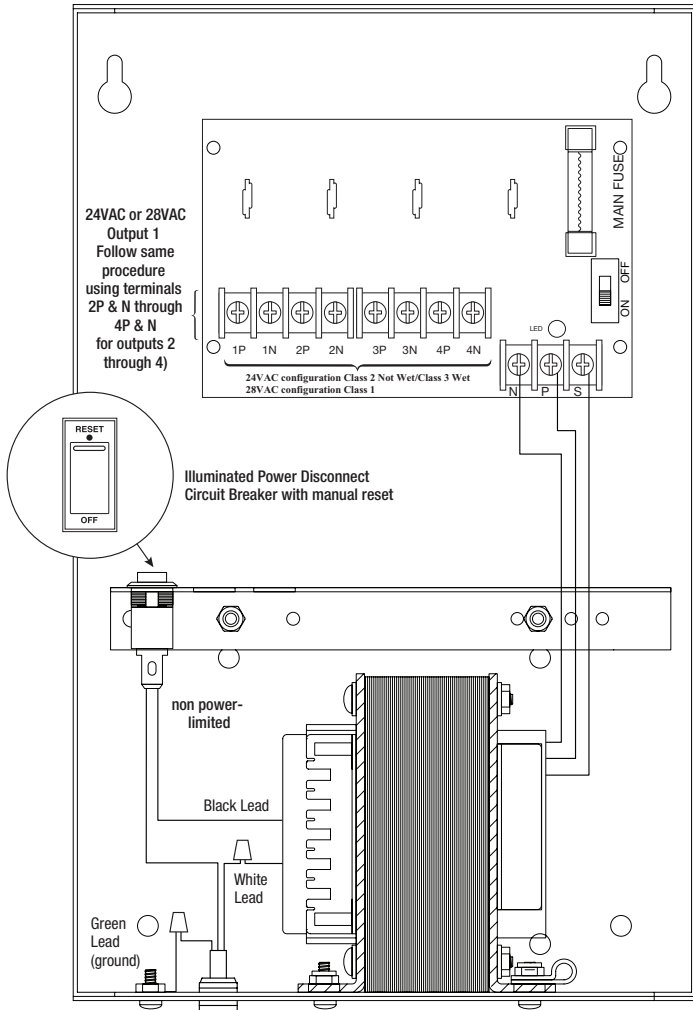 MAIN FUSE
OFF
ON
24VAC or 28VAC
Output 1
Follow same
procedure
using terminals
2P & N through
4P & N
for outputs 2
through 4)
LED
1P 1N 2P 2N 3P 3N 4P 4N
24VAC configuration Class 2 Not Wet/Class 3 Wet
28VAC configuration Class 1
N P S
RESET
OFF
Illuminated Power Disconnect
Circuit Breaker with manual reset
non power-
limited
Black Lead
White
Lead
Green
Lead
(ground)